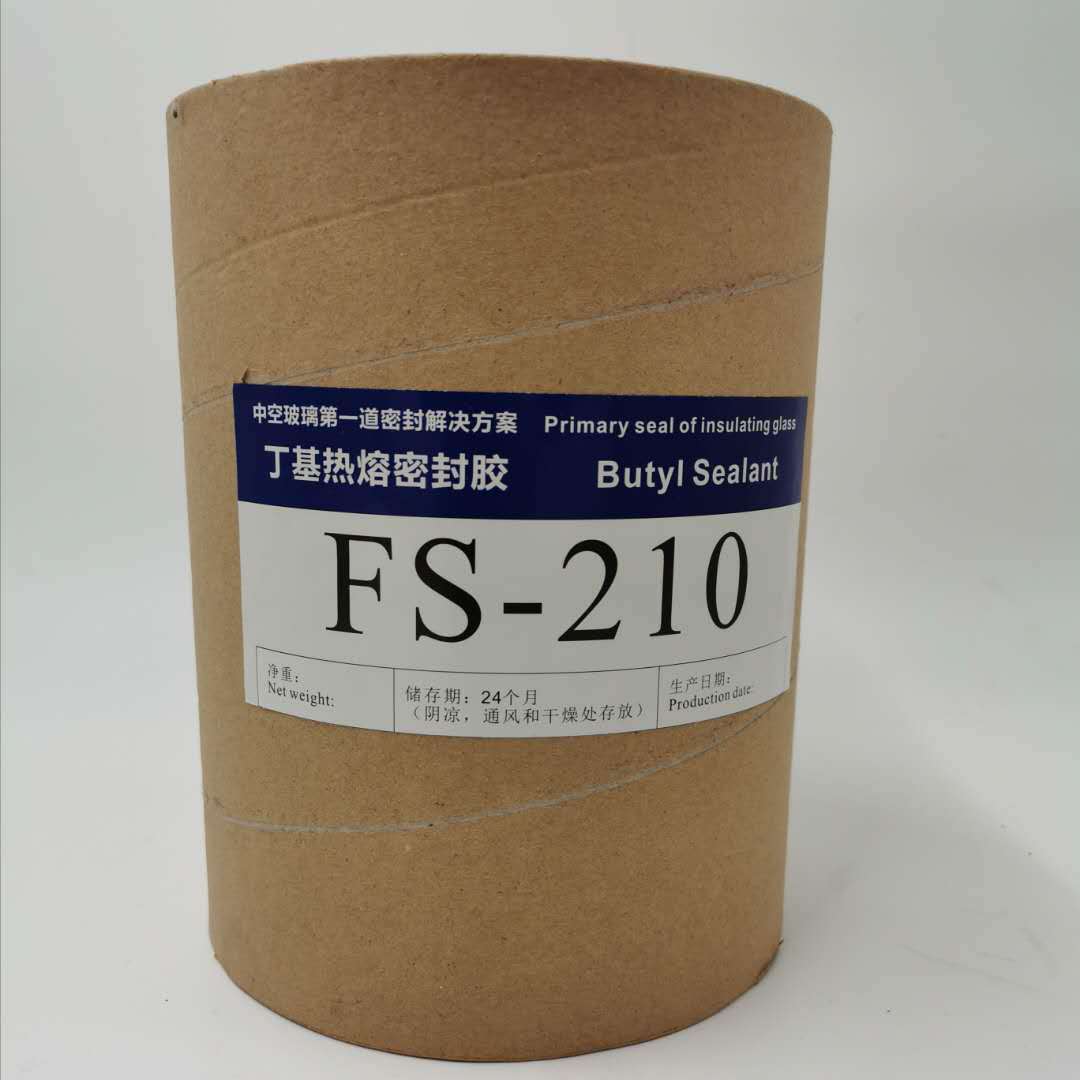 中空玻璃第一道密封解决方案 Primary seal of insulating glass
丁基热熔密封胶 Butyl Sealant
FS-210
净重：
Net weight:
储存期：24个月
（阴凉，通风和干燥处存放）
生产日期：
Production date: